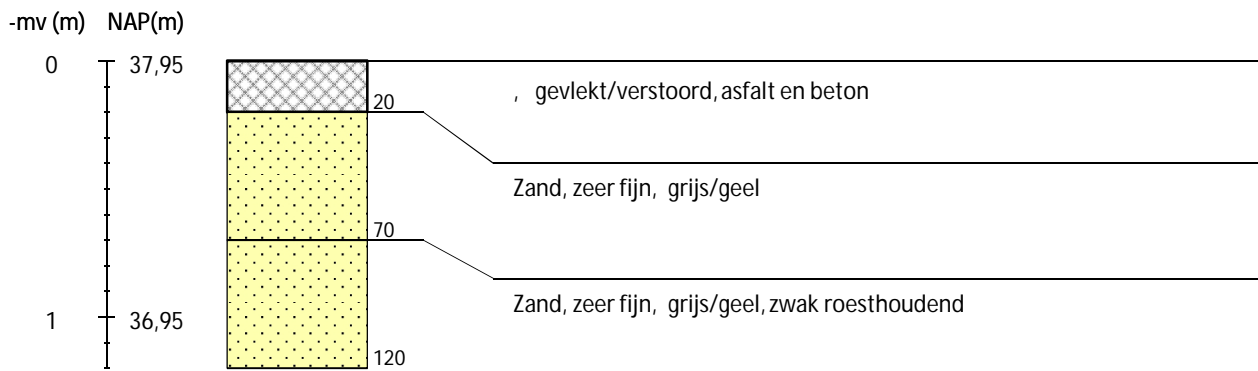 -mv (m) NAP(m)
0 37,95
, gevlekt/verstoord, asfalt en beton
20
Zand, zeer fijn, grijs/geel
70
Zand, zeer fijn, grijs/geel, zwak roesthoudend
1 36,95
120